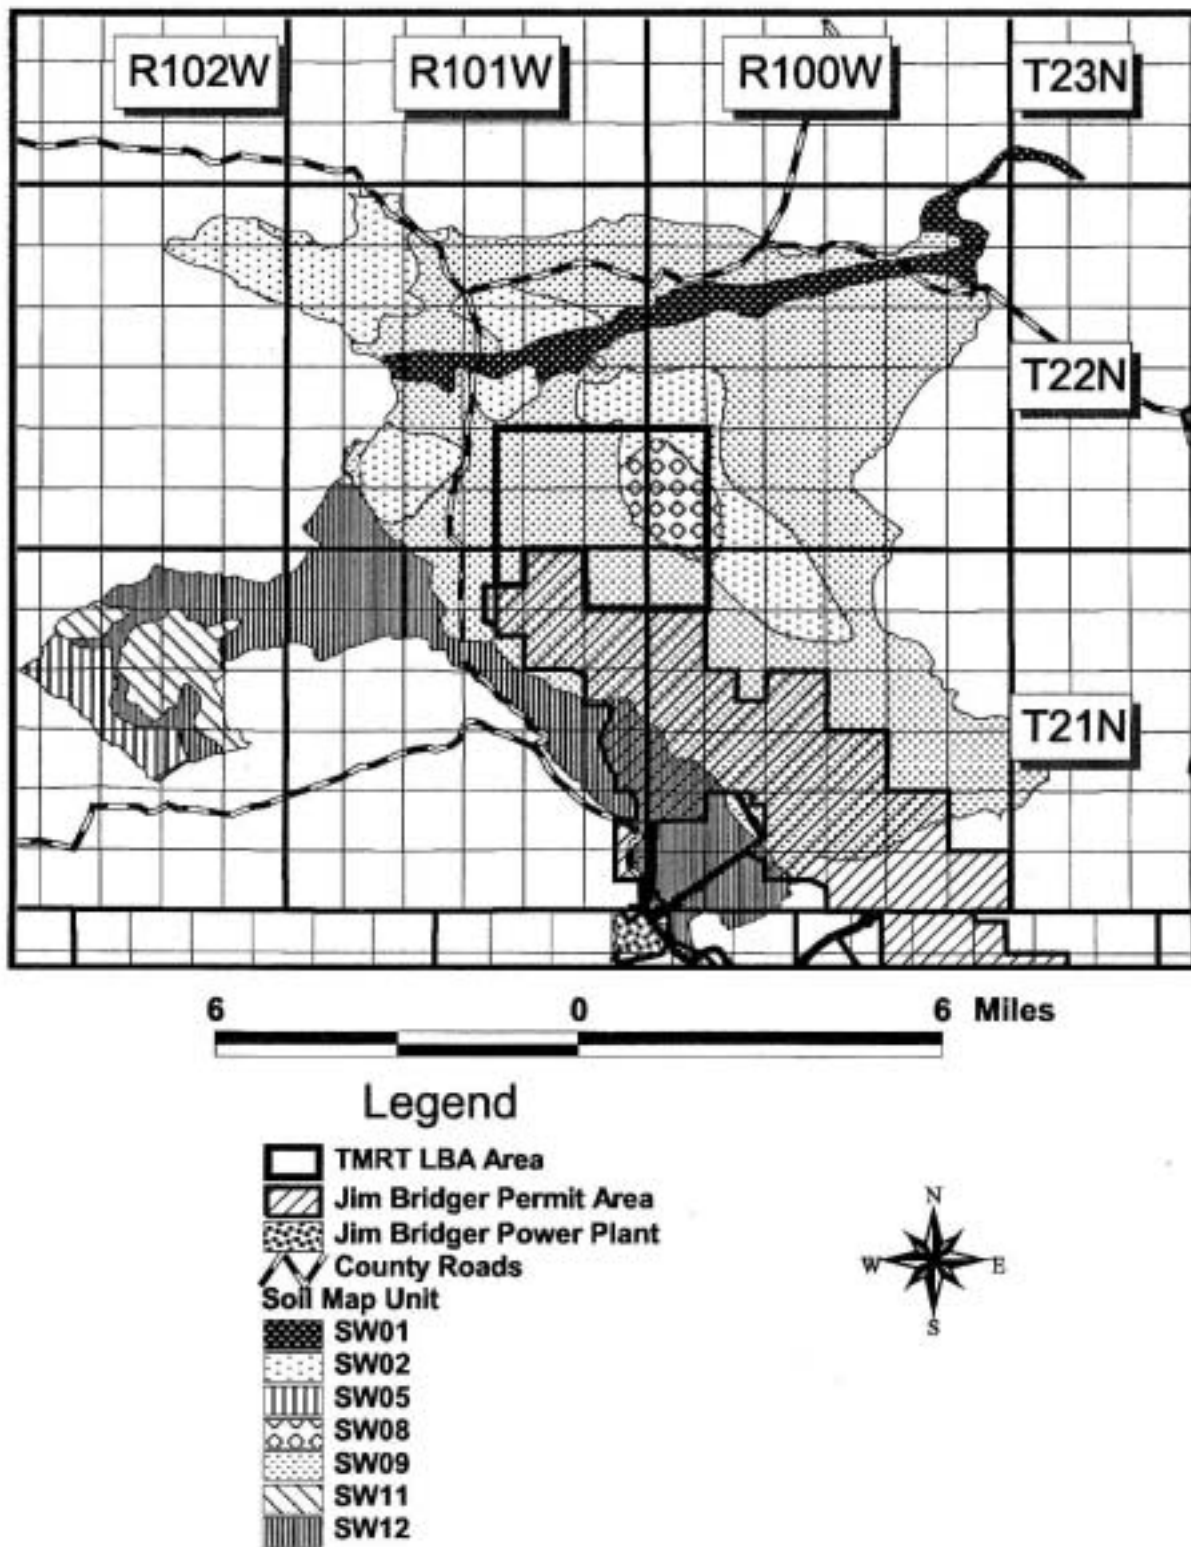 R102W R101W R100W T23N
T22N
T21N
6 0 6 Miles
Legend
TMRT LBA Area
Jim Bridger Permit Area
Jim Bridger Power Plant
County Roads
Soil Map Unit
SW01
SW02
SW05
SW08
SW09
SW11
SW12
N
W E
S